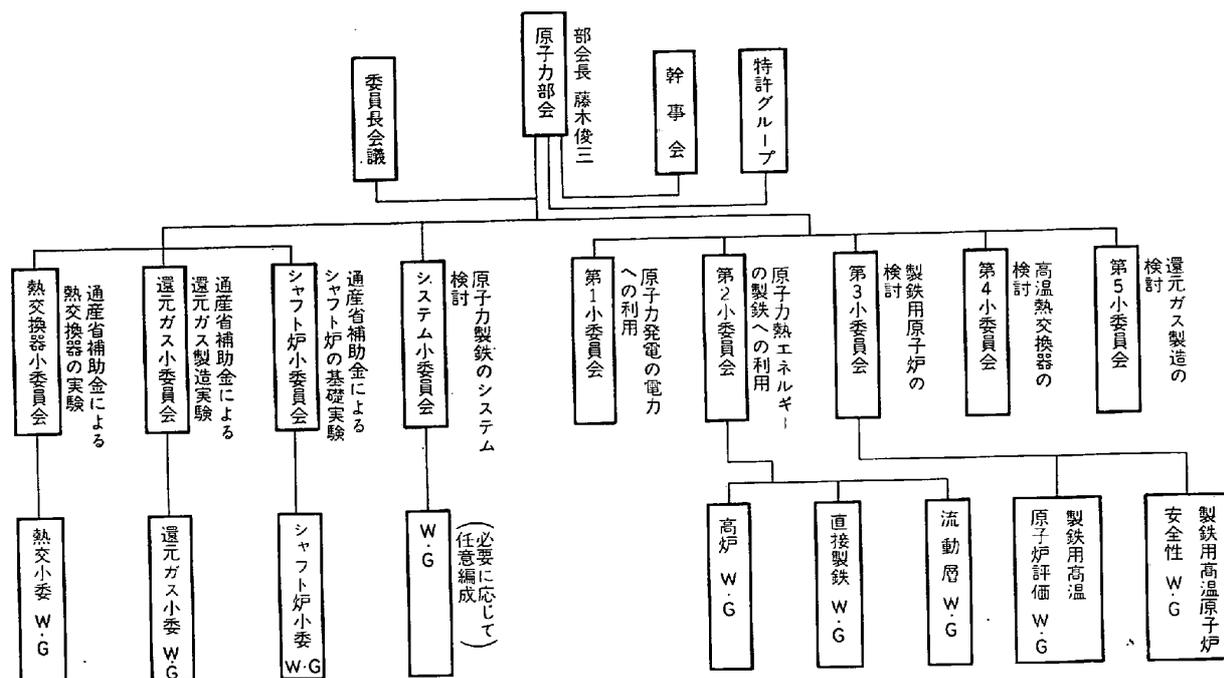 委員長会議
原子力部会
部会長 藤木俊三
幹事会
特許グループ
熱交換器小委員会
通産省補助金による
熱交換器の実験
還元ガス小委員会
通産省補助金による
還元ガス製造実験
シャフト炉小委員会
通産省補助金による
シャフト炉の基礎実験
システム小委員会
原子力製鉄のシステム
検討
第1小委員会
原子力発電の電力
への利用
第2小委員会
原子力熱エネルギー
の製鉄への利用
第3小委員会
製鉄用原子炉の
検討
第4小委員会
高温熱交換器の
検討
第5小委員会
還元ガス製造の
検討
熱交小委 W・G
還元ガス小委 W・G
シャフト炉小委 W・G
W・G
(必要に応じて
任意編成)
高炉 W・G
直接製鉄 W・G
流動層 W・G
製鉄用高温
原子炉評価 W・G
製鉄用高温原子炉
安全性 W・G